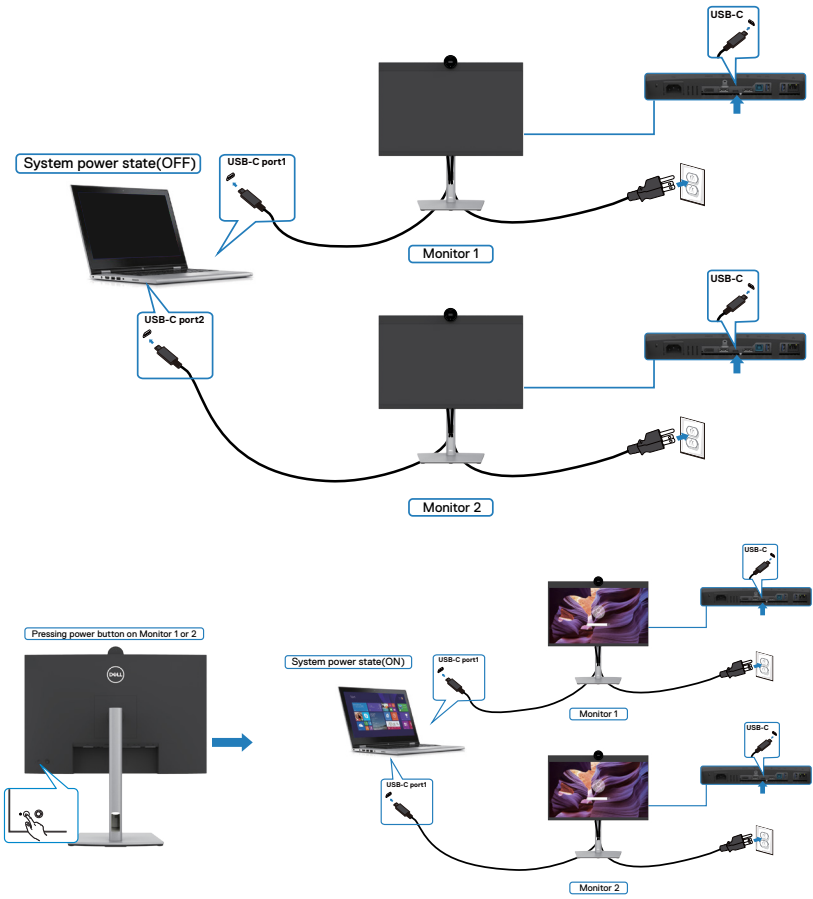 USB-C
System power state(OFF)
USB-C port1
Monitor 1
USB-C
USB-C port2
Monitor 2
USB-C
Pressing power button on Monitor 1 or 2
DELL
System power state(ON)
USB-C port1
Monitor 1
USB-C
USB-C port1
Monitor 2